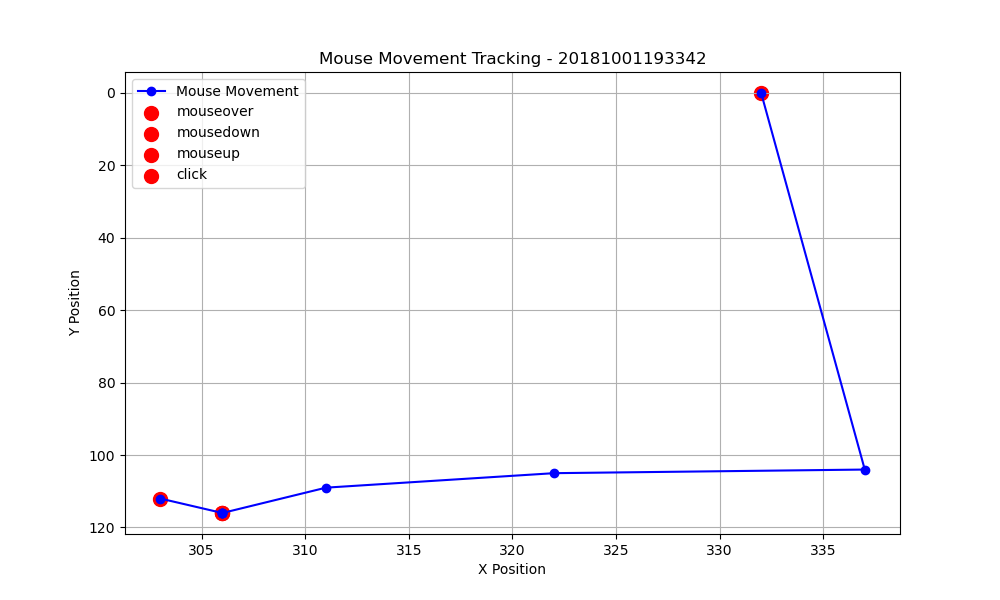 Mouse Movement Tracking - 20181001193342
Mouse Movement
mouseover
mousedown
mouseup
click
0
20
40
60
80
100
120
Y Position
305 310 315 320 325 330 335
X Position